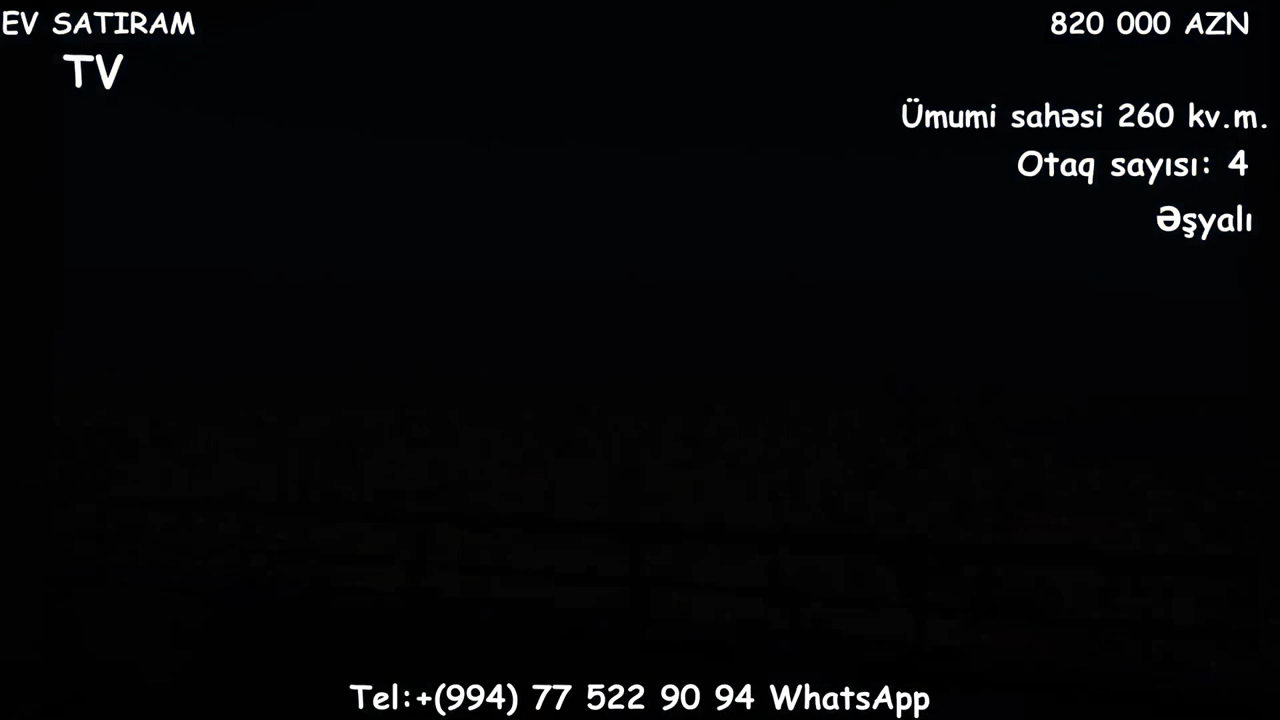 EV SATIRAM
TV
820 000 AZN
Ümumi sahəsi 260 kv.m.
Otaq sayısı: 4
Əşyalı
Tel:+(994) 77 522 90 94 WhatsApp